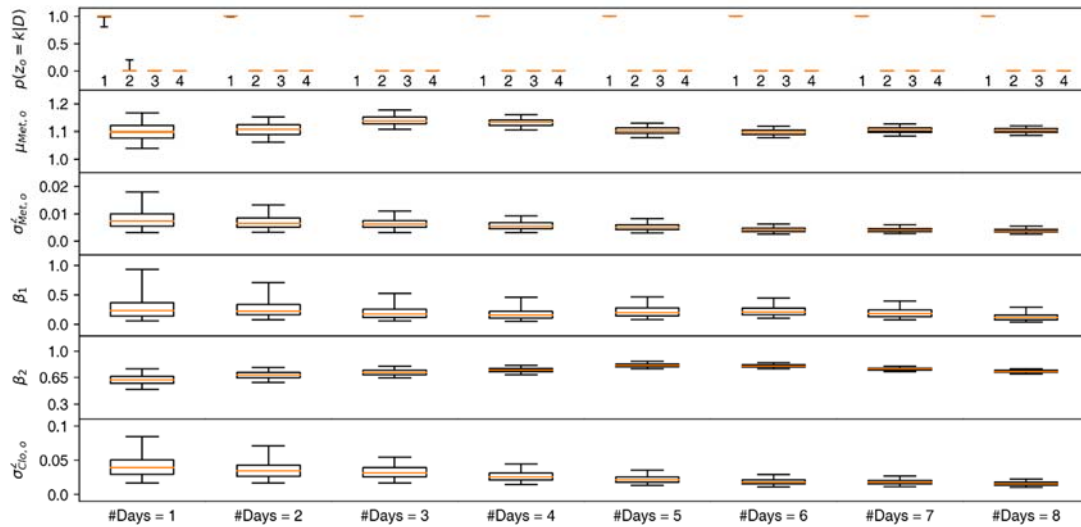 p(z_o = k|D)
1.0
0.0
1 2 3 4 1 2 3 4 1 2 3 4 1 2 3 4 1 2 3 4 1 2 3 4 1 2 3 4 1 2 3 4
μ_Met,o
1.2
1.1
1.0
σ²_Met,o
0.02
0.01
0.0
β₁
1.0
0.5
0.0
β₂
1.0
0.65
0.3
σ²_Clo,o
0.1
0.05
0.0
#Days = 1 #Days = 2 #Days = 3 #Days = 4 #Days = 5 #Days = 6 #Days = 7 #Days = 8